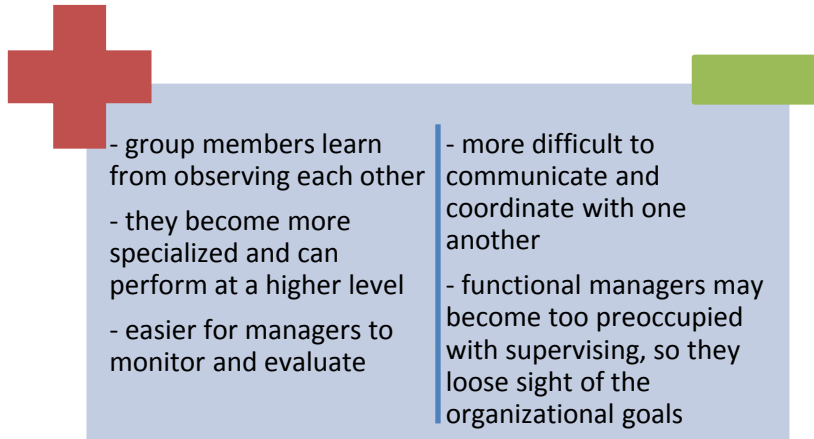 - group members learn
from observing each other
- they become more
specialized and can
perform at a higher level
- easier for managers to
monitor and evaluate
- more difficult to
communicate and
coordinate with one
another
- functional managers may
become too preoccupied
with supervising, so they
loose sight of the
organizational goals